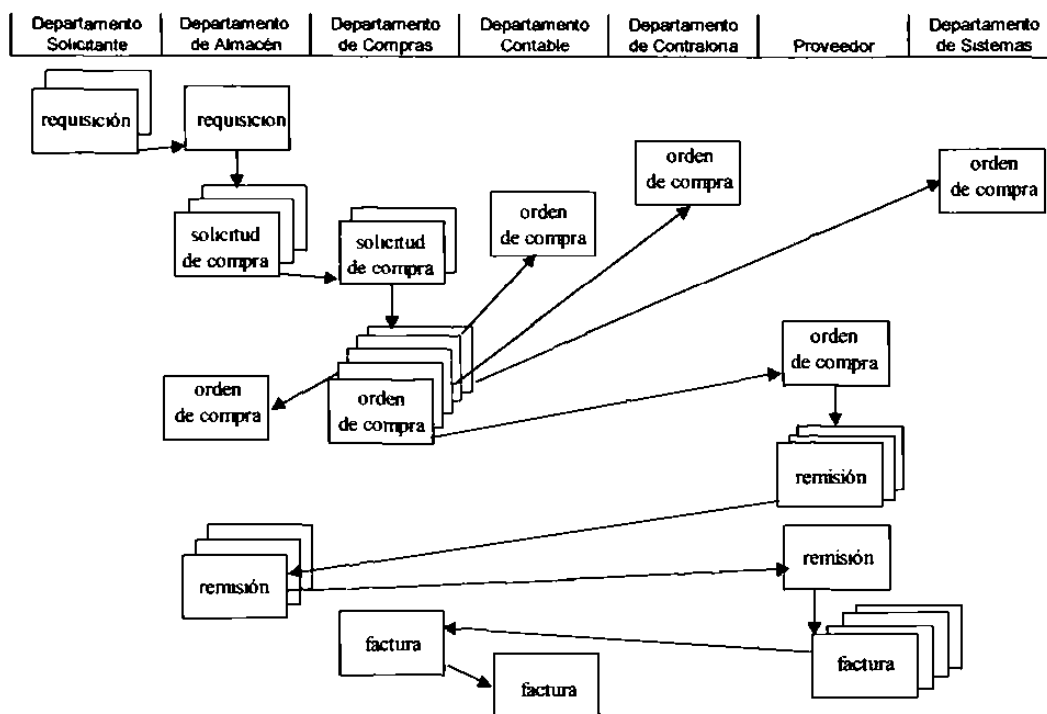 Departamento
Solicitante
Departamento
de Almacén
Departamento
de Compras
Departamento
Contable
Departamento
de Contraloria
Proveedor
Departamento
de Sistemas
requisición
requisicion
orden
de compra
orden
de compra
orden
de compra
solicitud
de compra
solicitud
de compra
orden
de compra
orden
de compra
orden
de compra
remisión
remisión
remisión
factura
factura
factura